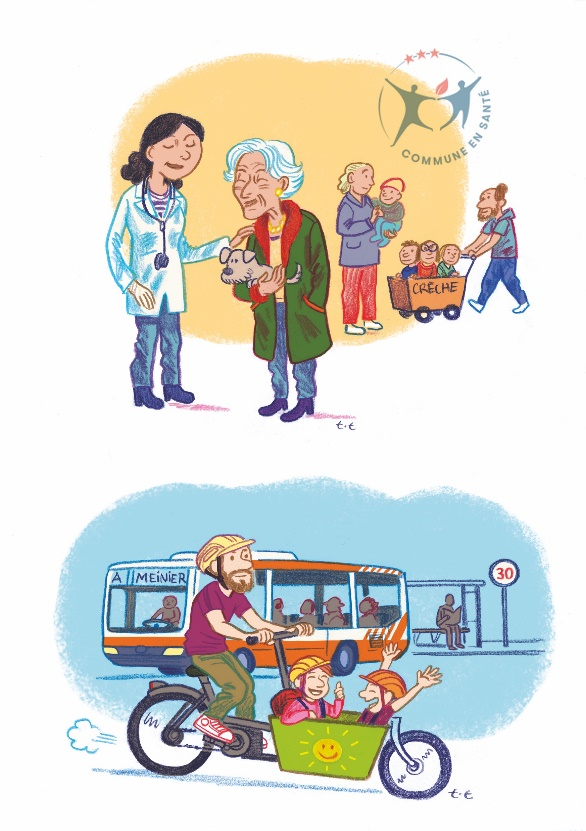 COMMUNE EN SANTÉ
CRÈCHE
t.t
A MEINIER
30
t.t